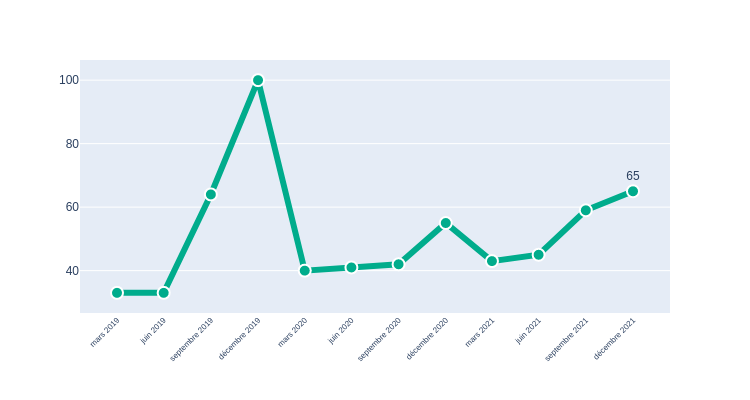 100
80
60
40
65
mars 2019
juin 2019
septembre 2019
décembre 2019
mars 2020
juin 2020
septembre 2020
décembre 2020
mars 2021
juin 2021
septembre 2021
décembre 2021